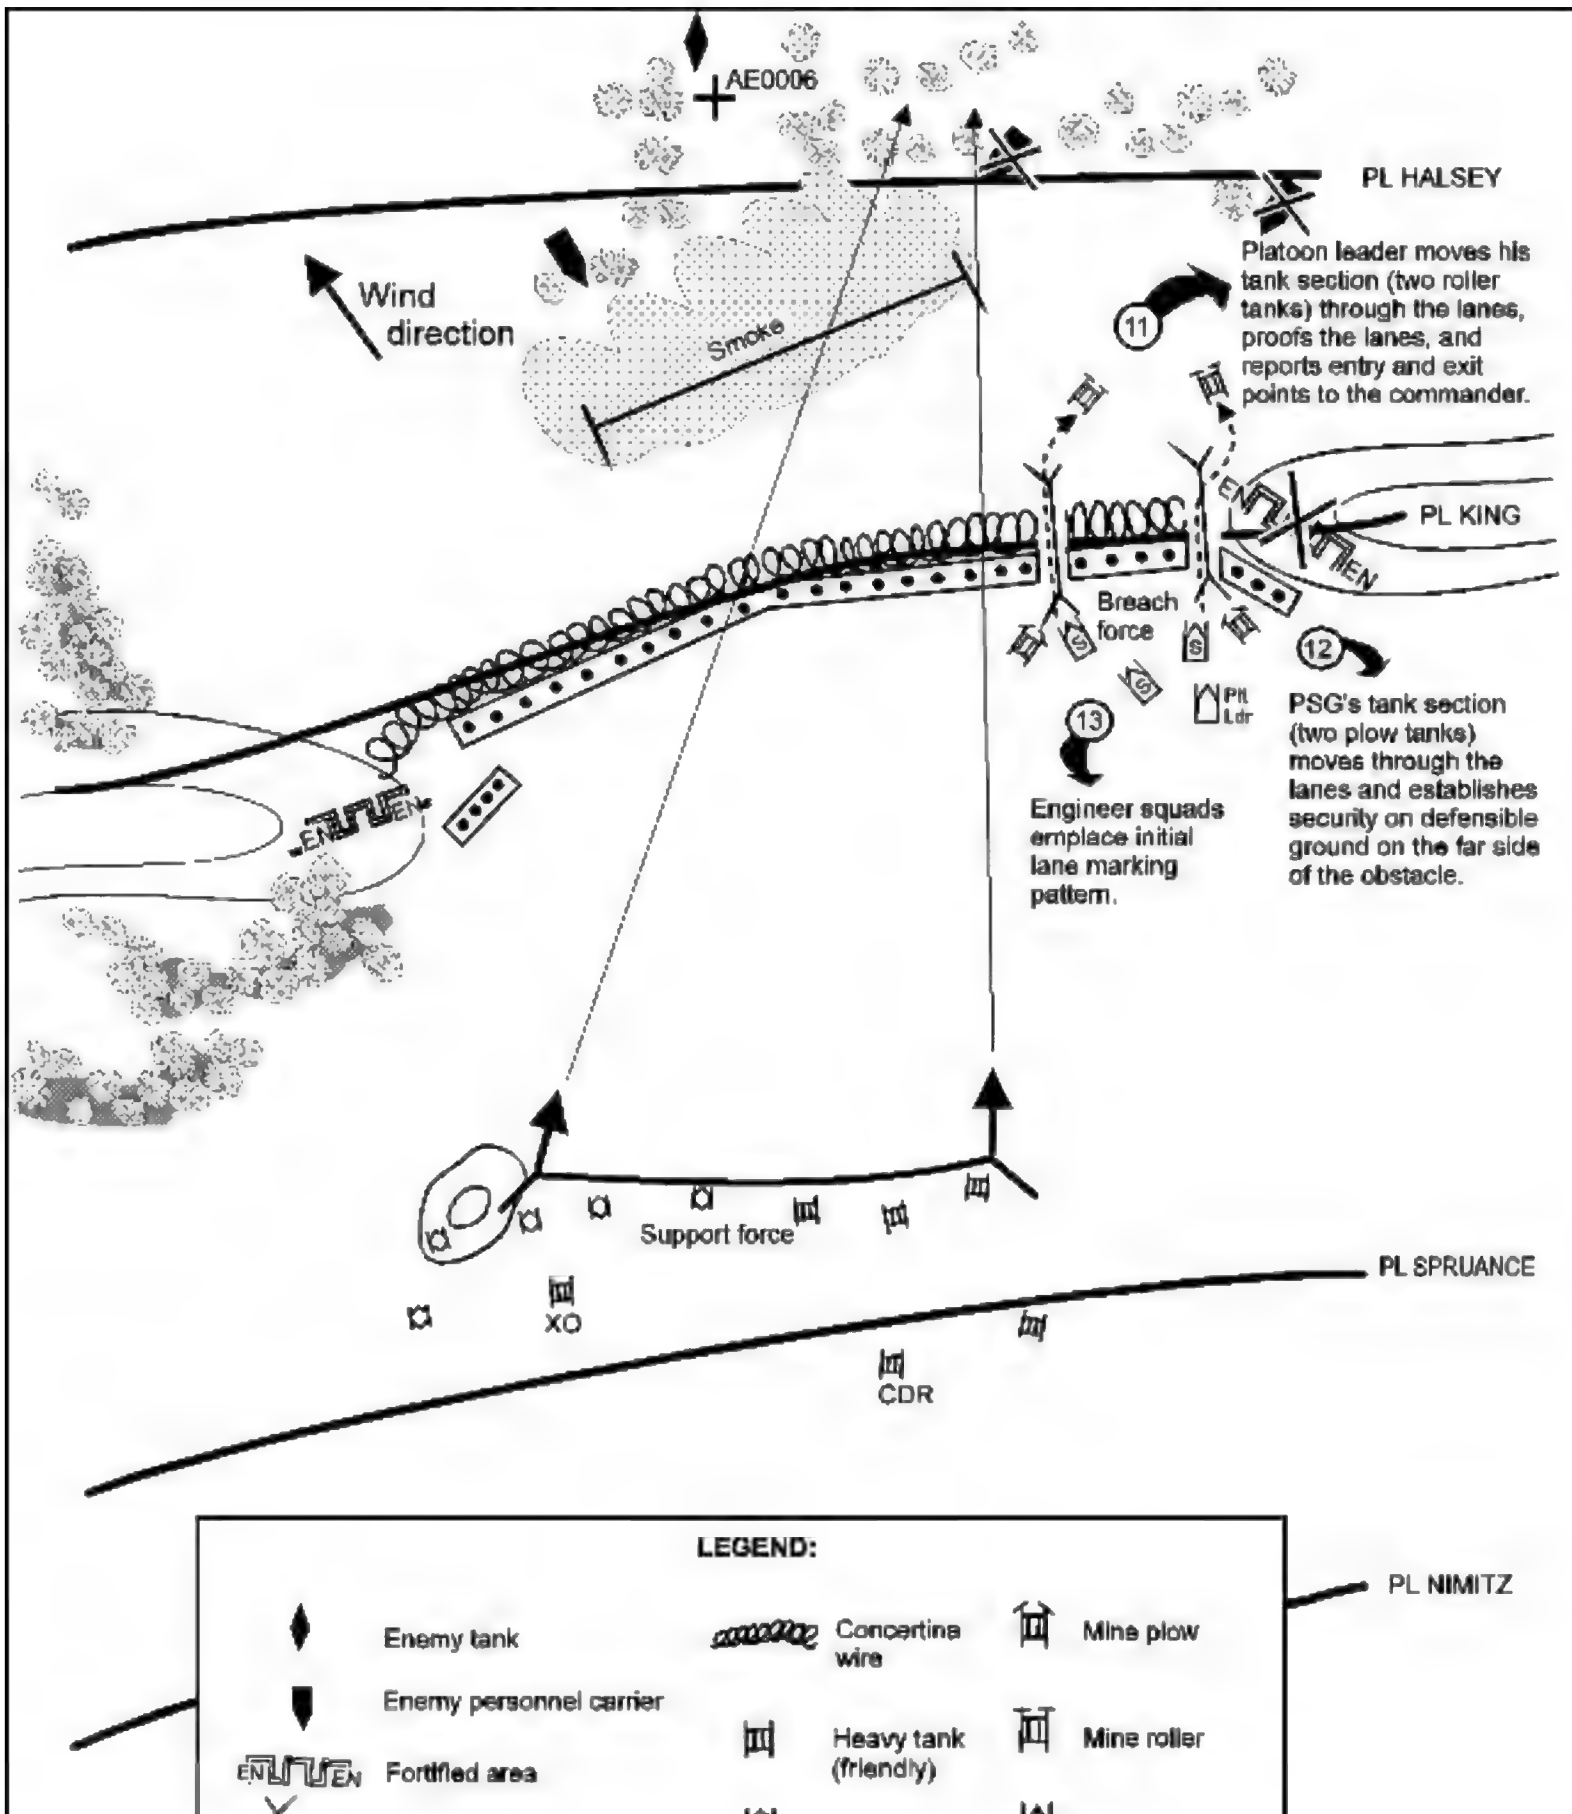 AE0006
PL HALSEY
Wind
direction
Smoke
11
Platoon leader moves his
tank section (two roller
tanks) through the lanes,
proofs the lanes, and
reports entry and exit
points to the commander.
EN
PL KING
EN
Breach
force
S
S
S
Plt
Ldr
12
PSG's tank section
(two plow tanks)
moves through the
lanes and establishes
security on defensible
ground on the far side
of the obstacle.
13
Engineer squads
emplace initial
lane marking
pattern.
EN
EN
Support force
XO
PL SPRUANCE
CDR
LEGEND:
PL NIMITZ
Enemy tank
Concertina
wire
Mine plow
Enemy personnel carrier
Heavy tank
(friendly)
Mine roller
EN
EN
Fortified area